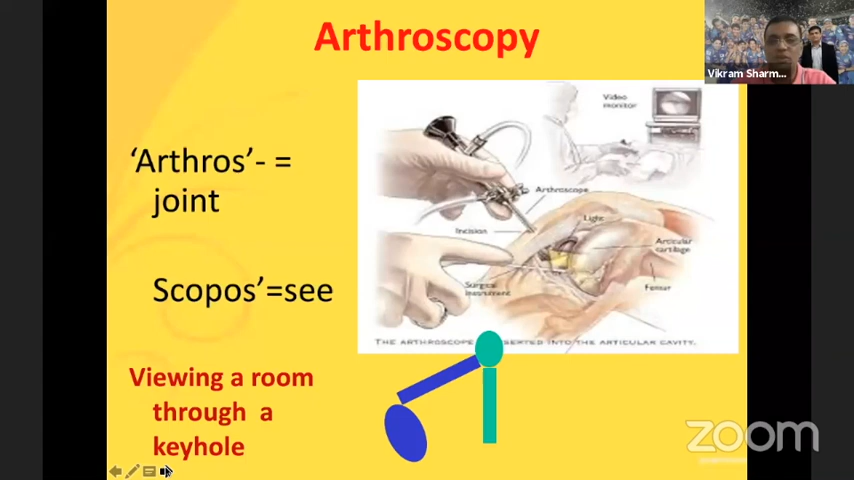 Arthroscopy
Vikram Sharm...
'Arthros'- =
joint
Scopos'=see
Viewing a room
through a
keyhole
Video
monitor
Arthroscope
Light
Incision
Articular
cartilage
Surgical
instrument
Femur
THE ARTHROSCOPE SERTED INTO THE ARTICULAR CAVITY.
zoom